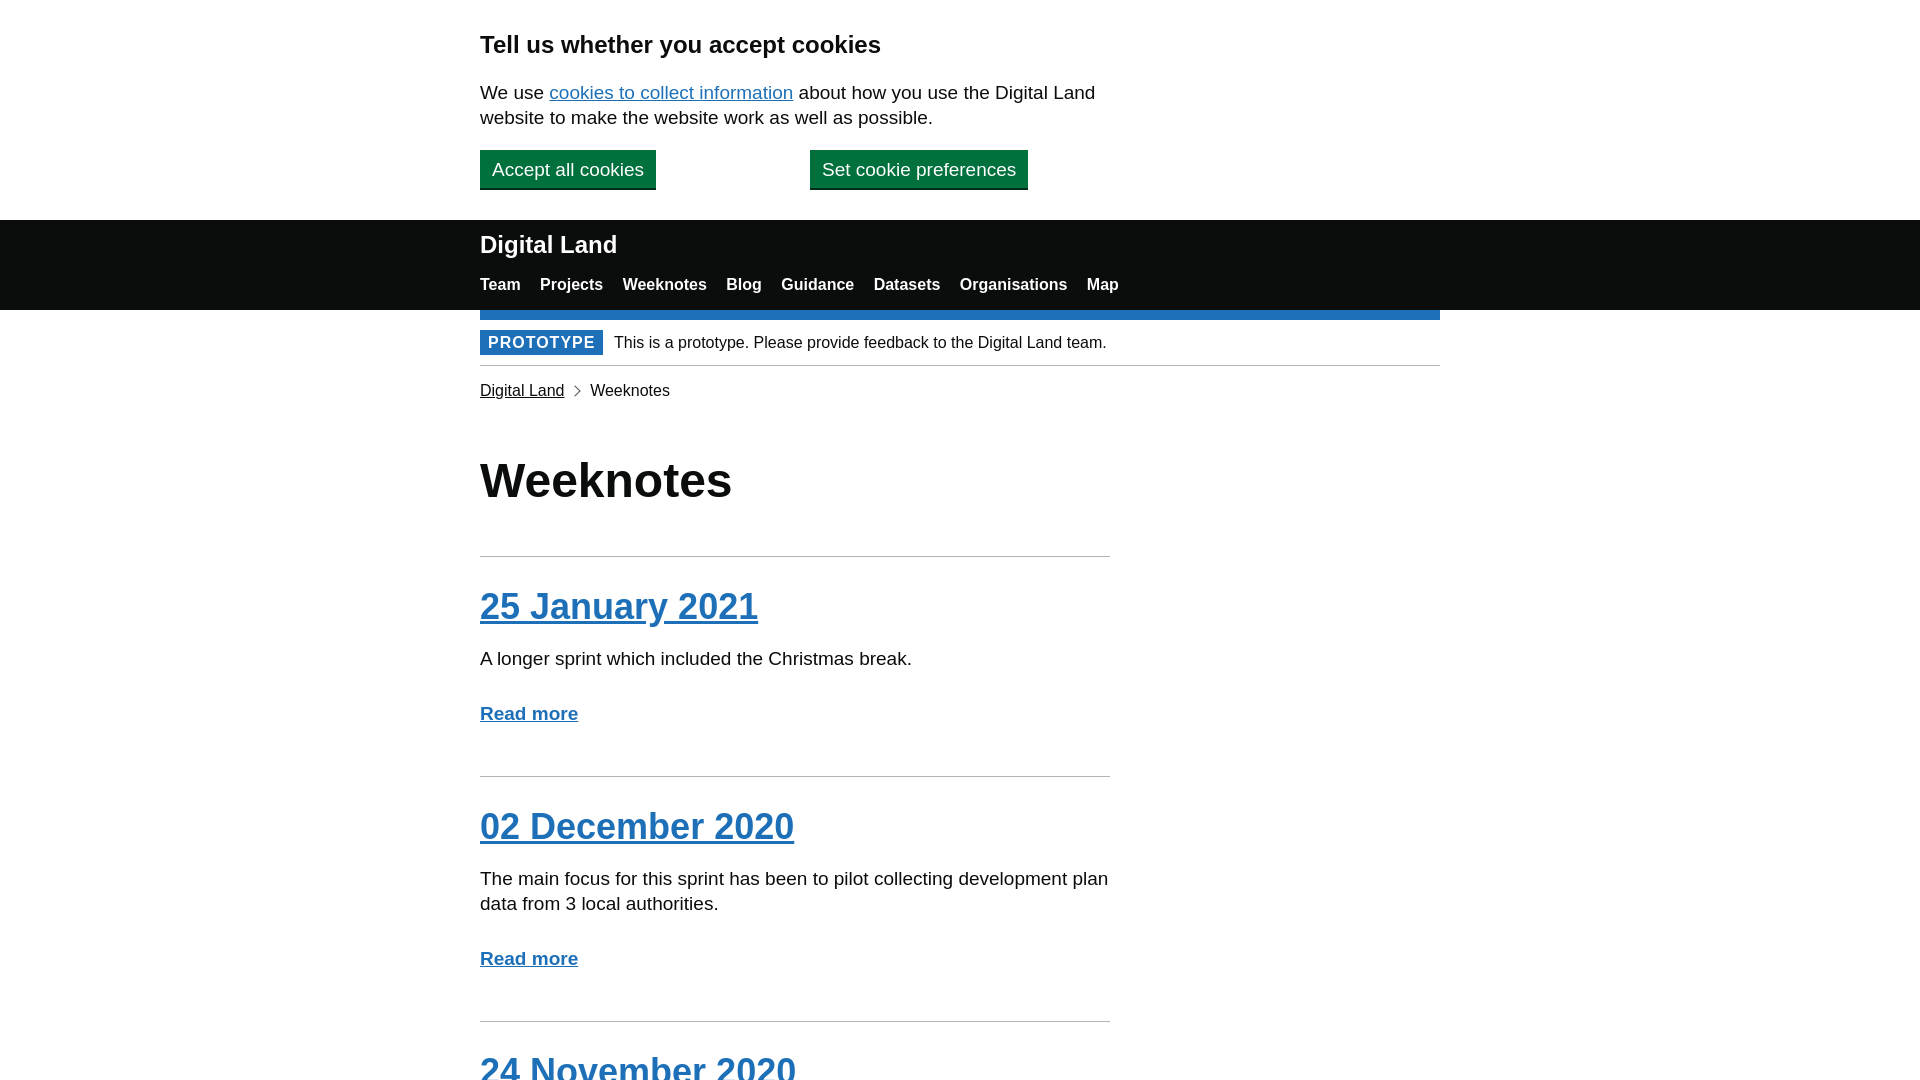 Tell us whether you accept cookies
We use cookies to collect information about how you use the Digital Land
website to make the website work as well as possible.
Accept all cookies
Set cookie preferences
Digital Land
Team Projects Weeknotes Blog Guidance Datasets Organisations Map
PROTOTYPE This is a prototype. Please provide feedback to the Digital Land team.
Digital Land Weeknotes
Weeknotes
25 January 2021
A longer sprint which included the Christmas break.
Read more
02 December 2020
The main focus for this sprint has been to pilot collecting development plan
data from 3 local authorities.
Read more
24 November 2020